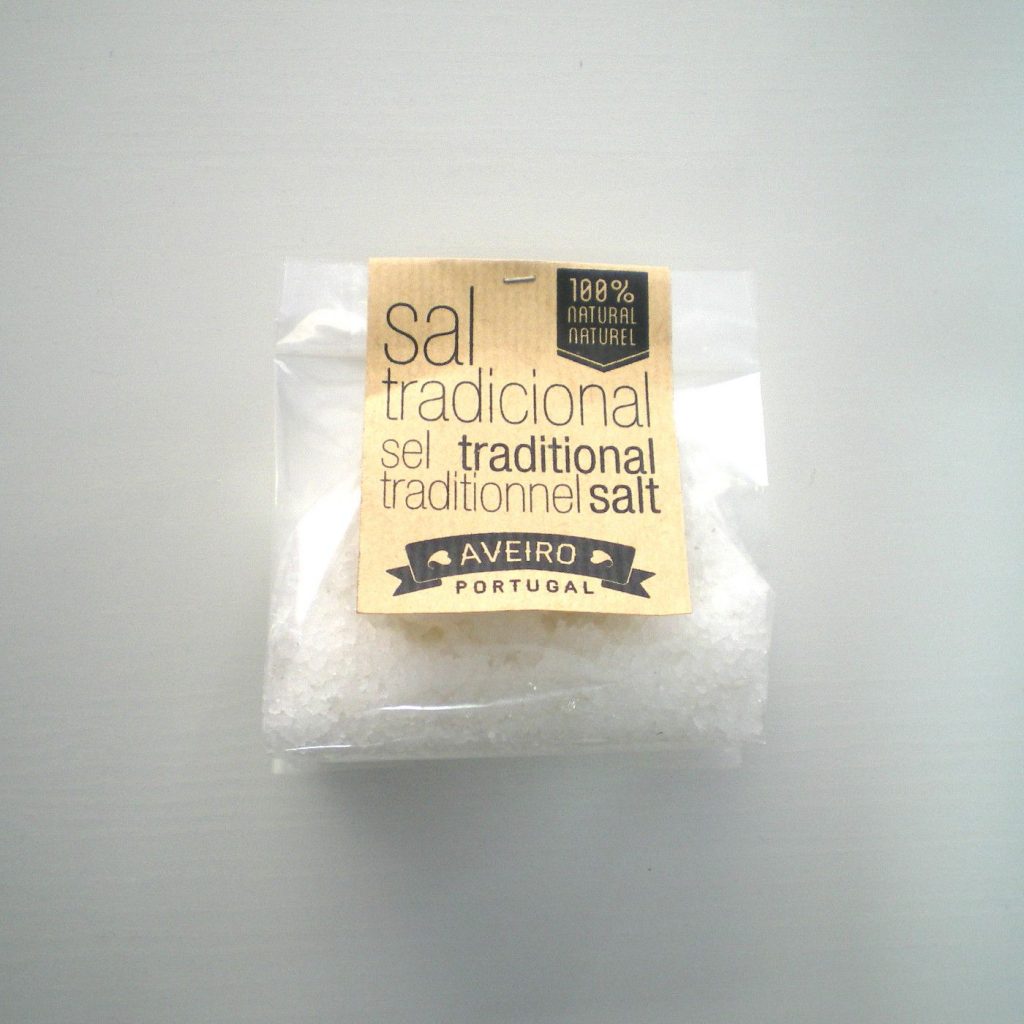 sal
100%
NATURAL
NATUREL
tradicional
sel traditional
traditionnel salt
AVEIRO
PORTUGAL